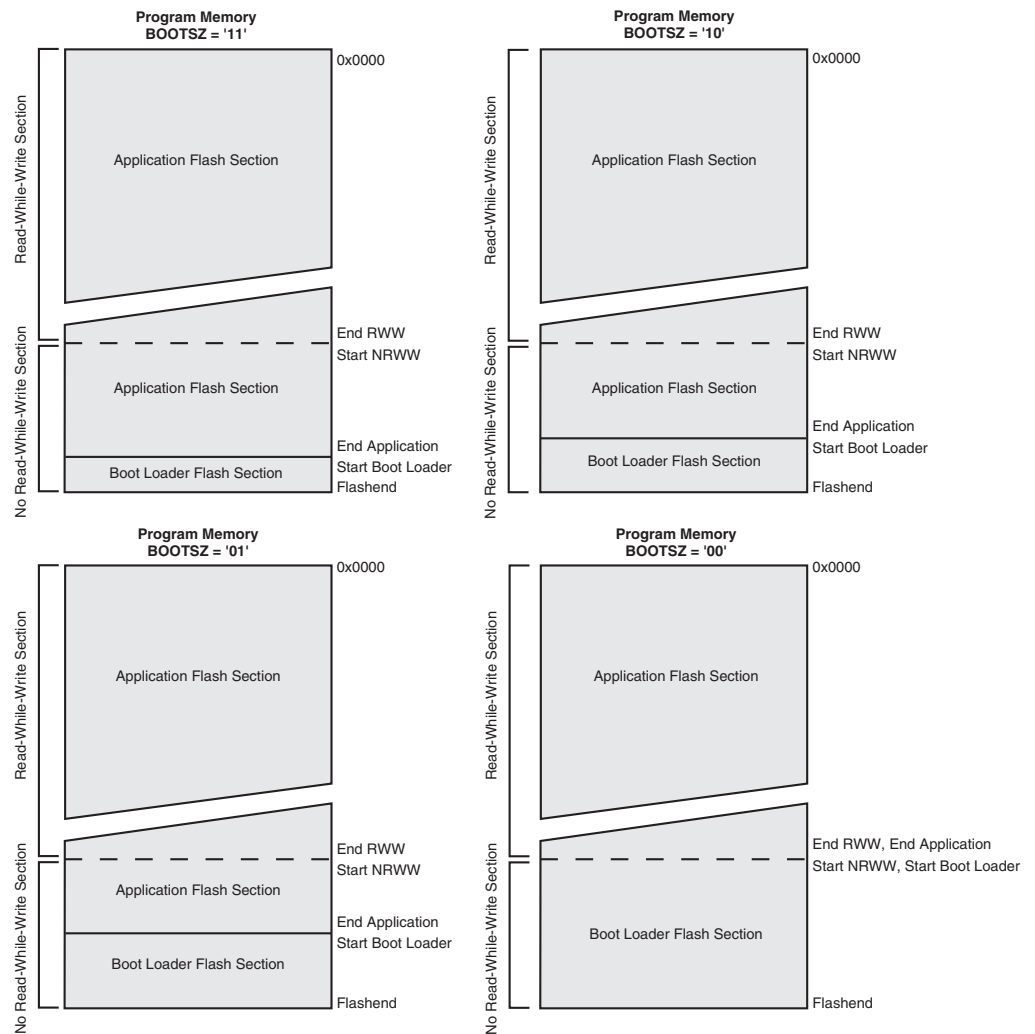 Program Memory
BOOTSZ = '11'
0x0000
Read-While-Write Section
Application Flash Section
End RWW
Start NRWW
No Read-While-Write Section
Application Flash Section
End Application
Start Boot Loader
Boot Loader Flash Section
Flashend
Program Memory
BOOTSZ = '10'
0x0000
Read-While-Write Section
Application Flash Section
End RWW
Start NRWW
No Read-While-Write Section
Application Flash Section
End Application
Start Boot Loader
Boot Loader Flash Section
Flashend
Program Memory
BOOTSZ = '01'
0x0000
Read-While-Write Section
Application Flash Section
End RWW
Start NRWW
No Read-While-Write Section
Application Flash Section
End Application
Start Boot Loader
Boot Loader Flash Section
Flashend
Program Memory
BOOTSZ = '00'
0x0000
Read-While-Write Section
Application Flash Section
End RWW, End Application
Start NRWW, Start Boot Loader
No Read-While-Write Section
Boot Loader Flash Section
Flashend